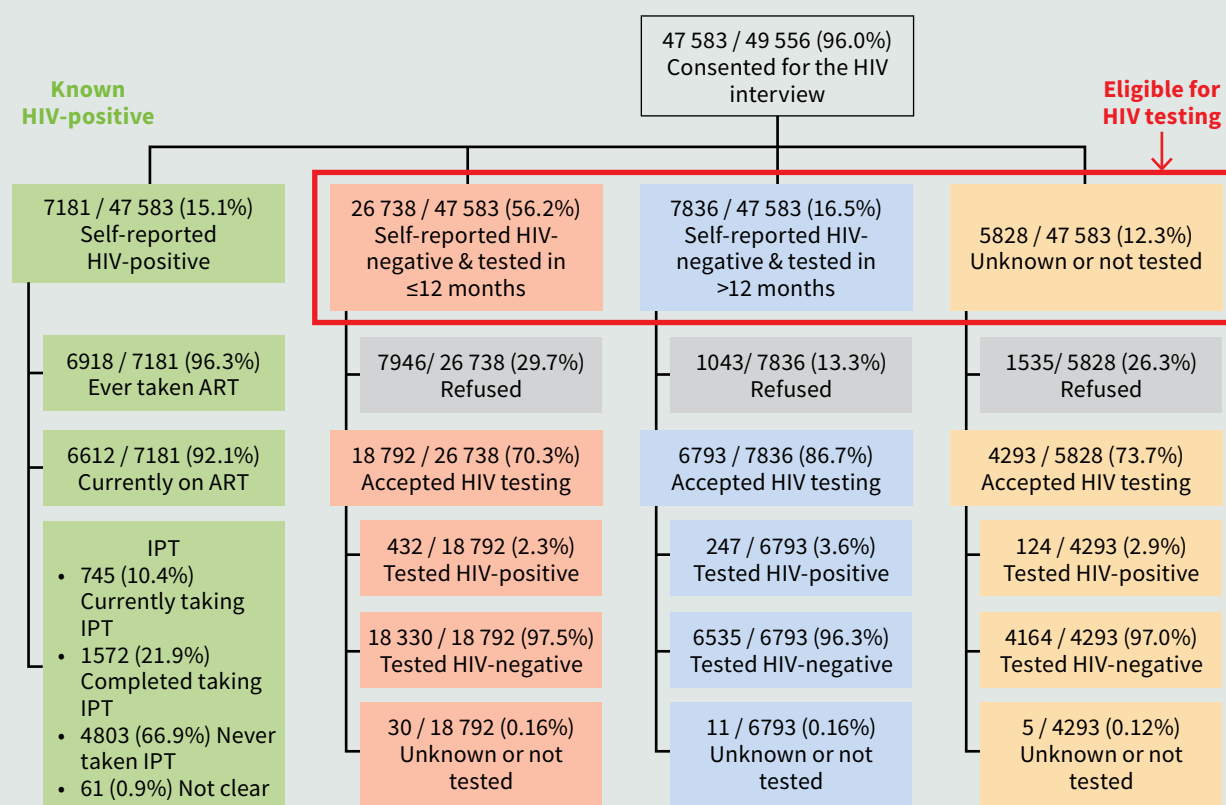 47 583 / 49 556 (96.0%)
Consented for the HIV
interview
Known
HIV-positive
Eligible for
HIV testing
7181 / 47 583 (15.1%)
Self-reported
HIV-positive
6918 / 7181 (96.3%)
Ever taken ART
6612 / 7181 (92.1%)
Currently on ART
IPT
• 745 (10.4%)
Currently taking
IPT
• 1572 (21.9%)
Completed taking
IPT
• 4803 (66.9%) Never
taken IPT
• 61 (0.9%) Not clear
26 738 / 47 583 (56.2%)
Self-reported HIV-
negative & tested in
≤12 months
7946/ 26 738 (29.7%)
Refused
18 792 / 26 738 (70.3%)
Accepted HIV testing
432 / 18 792 (2.3%)
Tested HIV-positive
18 330 / 18 792 (97.5%)
Tested HIV-negative
30 / 18 792 (0.16%)
Unknown or not
tested
7836 / 47 583 (16.5%)
Self-reported HIV-
negative & tested in
>12 months
1043/ 7836 (13.3%)
Refused
6793 / 7836 (86.7%)
Accepted HIV testing
247 / 6793 (3.6%)
Tested HIV-positive
6535 / 6793 (96.3%)
Tested HIV-negative
11 / 6793 (0.16%)
Unknown or not
tested
5828 / 47 583 (12.3%)
Unknown or not tested
1535/ 5828 (26.3%)
Refused
4293 / 5828 (73.7%)
Accepted HIV testing
124 / 4293 (2.9%)
Tested HIV-positive
4164 / 4293 (97.0%)
Tested HIV-negative
5 / 4293 (0.12%)
Unknown or not
tested